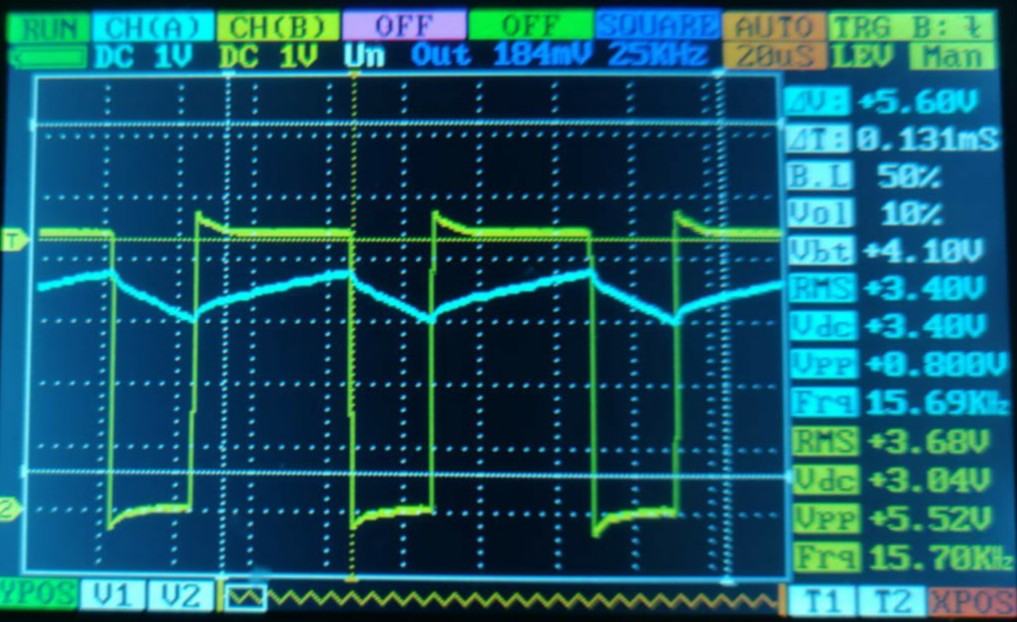 RUN CH(A) CH(B) OFF OFF SQUARE AUTO TRG B:
DC 1V DC 1V Un Out 184mV 25KHz 20uS LEV Man
ΔV: +5.60V
ΔT: 0.131mS
B.L 50%
Vol 10%
Vbt +4.10V
RMS +3.40V
Vdc +3.40V
Vpp +0.800V
Frq 15.69KHz
RMS +3.68V
Vdc +3.04V
Vpp +5.52V
Frq 15.70KHz
T
2
YPOS V1 V2 T1 T2 XPOS